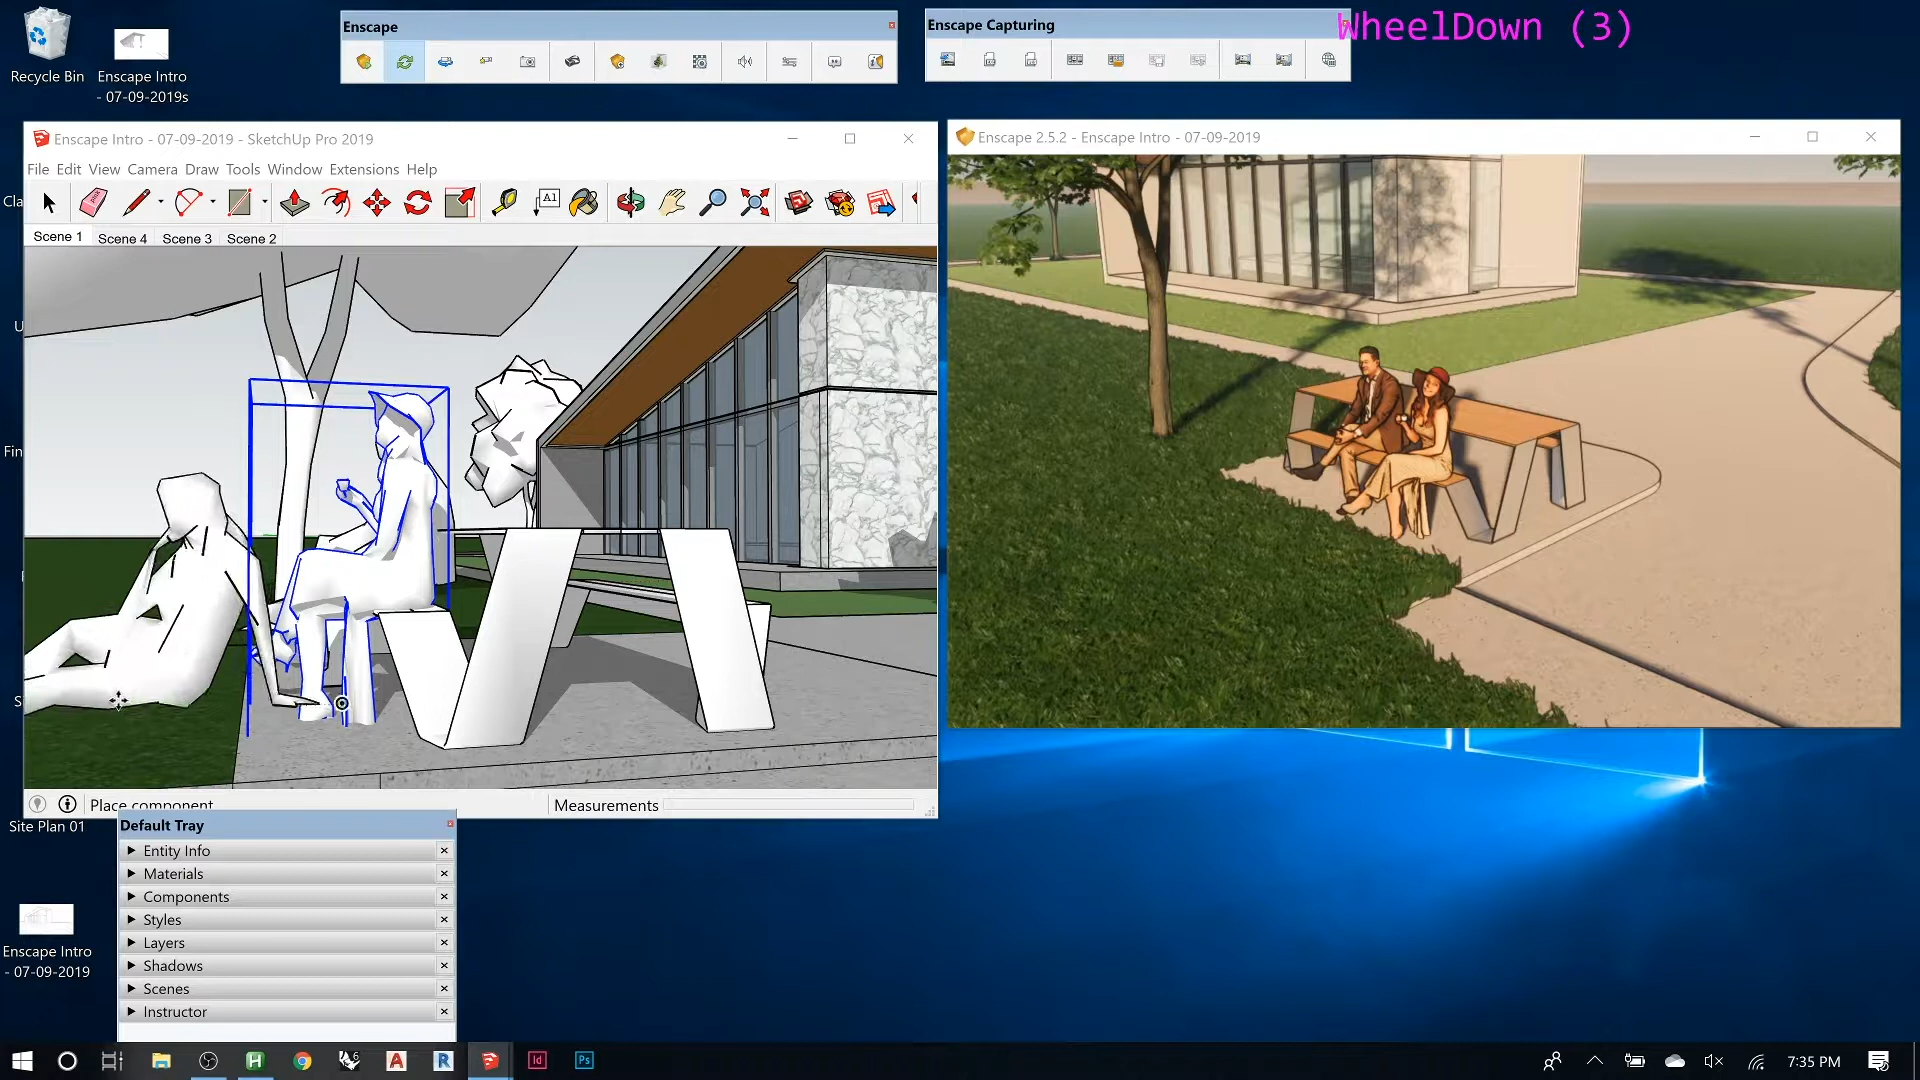 Recycle Bin
Enscape Intro
- 07-09-2019s
Enscape
Enscape Capturing
WheelDown (3)
Enscape Intro - 07-09-2019 - SketchUp Pro 2019
File Edit View Camera Draw Tools Window Extensions Help
Scene 1 Scene 4 Scene 3 Scene 2
Enscape 2.5.2 - Enscape Intro - 07-09-2019
Cla
U
Fin
S
Place component
Measurements
Site Plan 01
Default Tray
Entity Info
Materials
Components
Styles
Layers
Shadows
Scenes
Instructor
Enscape Intro
- 07-09-2019
7:35 PM